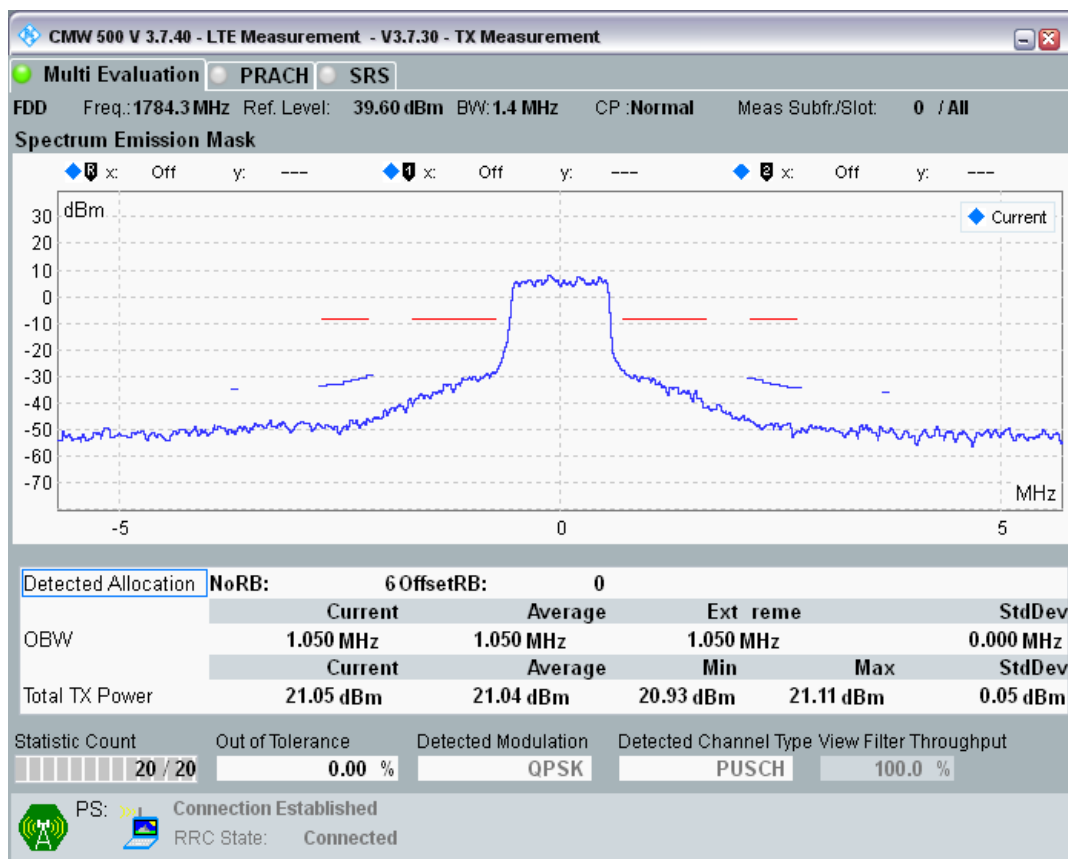 CMW 500 V 3.7.40 - LTE Measurement - V3.7.30 - TX Measurement
Multi Evaluation PRACH SRS
FDD Freq.: 1784.3 MHz Ref. Level: 39.60 dBm BW: 1.4 MHz CP : Normal Meas Subfr./Slot: 0 / All
Spectrum Emission Mask
R x: Off y: --- 1 x: Off y: --- 2 x: Off y: ---
dBm
Current
30
20
10
0
-10
-20
-30
-40
-50
-60
-70
MHz
-5 0 5
Detected Allocation NoRB: 6 OffsetRB: 0
Current Average Ext reme StdDev
OBW 1.050 MHz 1.050 MHz 1.050 MHz 0.000 MHz
Current Average Min Max StdDev
Total TX Power 21.05 dBm 21.04 dBm 20.93 dBm 21.11 dBm 0.05 dBm
Statistic Count Out of Tolerance Detected Modulation Detected Channel Type View Filter Throughput
20 / 20 0.00 % QPSK PUSCH 100.0 %
PS: Connection Established
RRC State: Connected